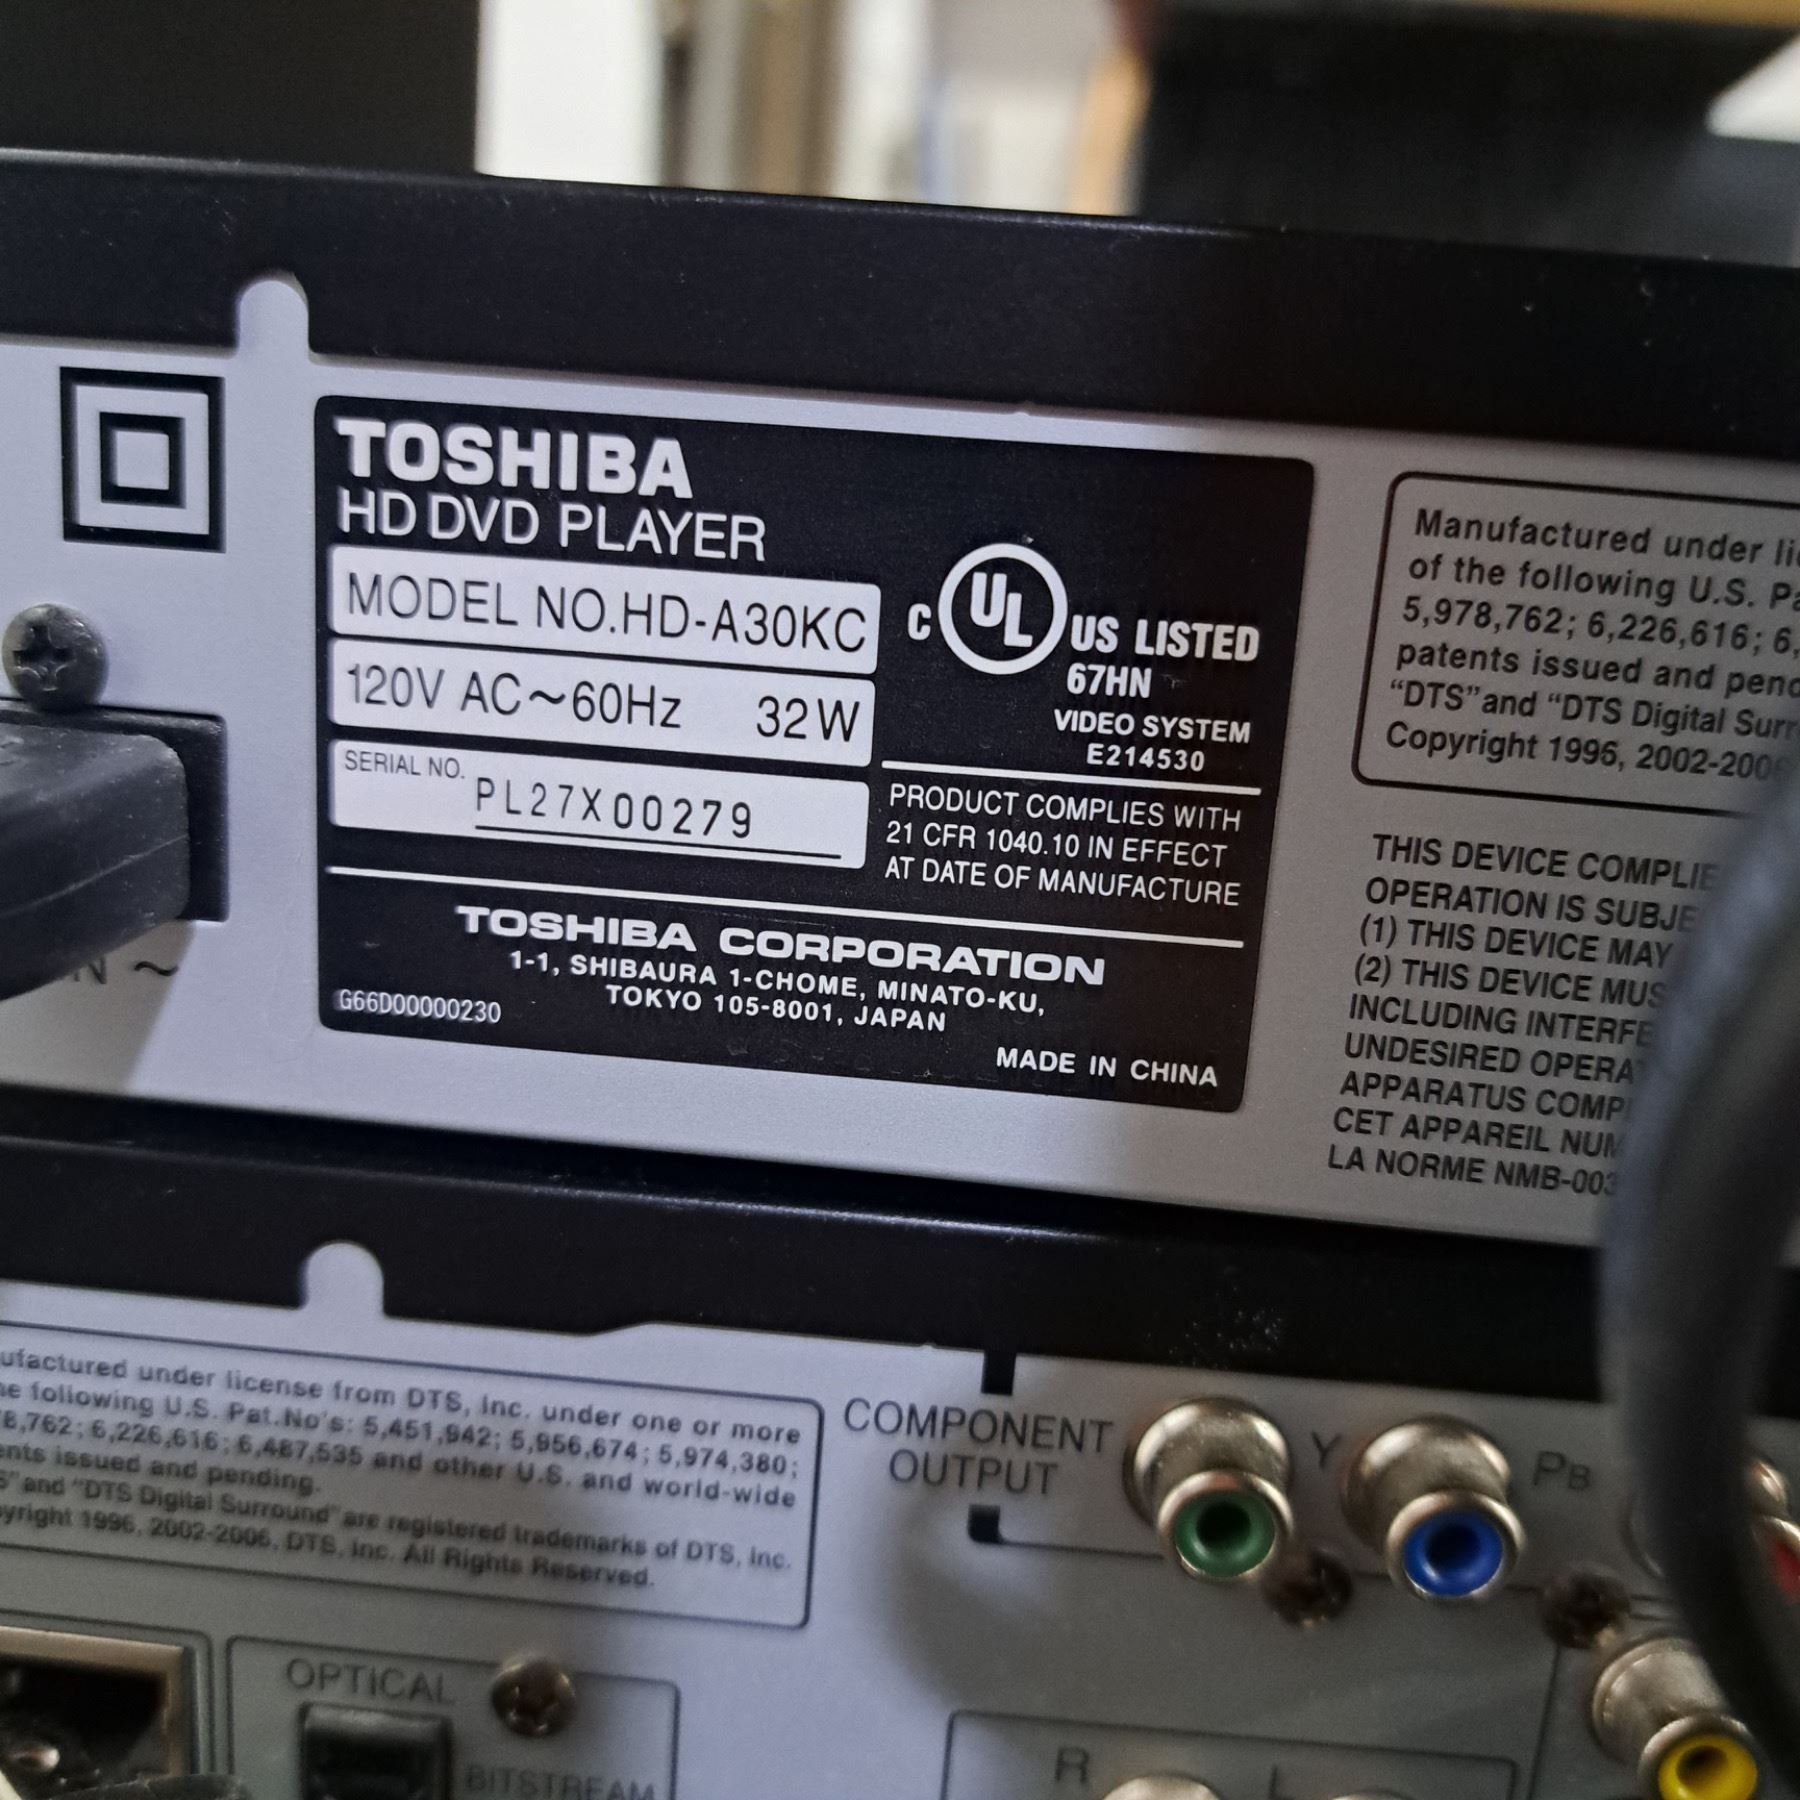 TOSHIBA
HD DVD PLAYER
MODEL NO.HD-A30KC
120V AC~60Hz 32W
SERIAL NO.
PL27X00279
C UL US LISTED
67HN
VIDEO SYSTEM
E214530
PRODUCT COMPLIES WITH
21 CFR 1040.10 IN EFFECT
AT DATE OF MANUFACTURE
TOSHIBA CORPORATION
1-1, SHIBAURA 1-CHOME, MINATO-KU,
TOKYO 105-8001, JAPAN
G66D00000230
MADE IN CHINA
Manufactured under
of the following U.S.
5,978,762; 6,226,616; 6,
patents issued and
"DTS" and "DTS Digital
Copyright 1996,
THIS DEVICE
OPERATION IS
(1) THIS DEVICE MAY
(2) THIS DEVICE
INCLUDING
UNDESIRED
APPARATUS
CET APPAREIL
LA NORME
N ~
under license from DTS, Inc. under one or more
following U.S. Pat.No's: 5,451,942; 5,956,674; 5,974,380;
6,226,616; 6,487,535 and other U.S. and world-wide
issued and pending.
and "DTS Digital Surround" are registered trademarks of DTS, Inc.
1996, 2002-2006, DTS, Inc. All Rights Reserved.
COMPONENT
OUTPUT
Y
PB
OPTICAL
BITSTREAM
R
L